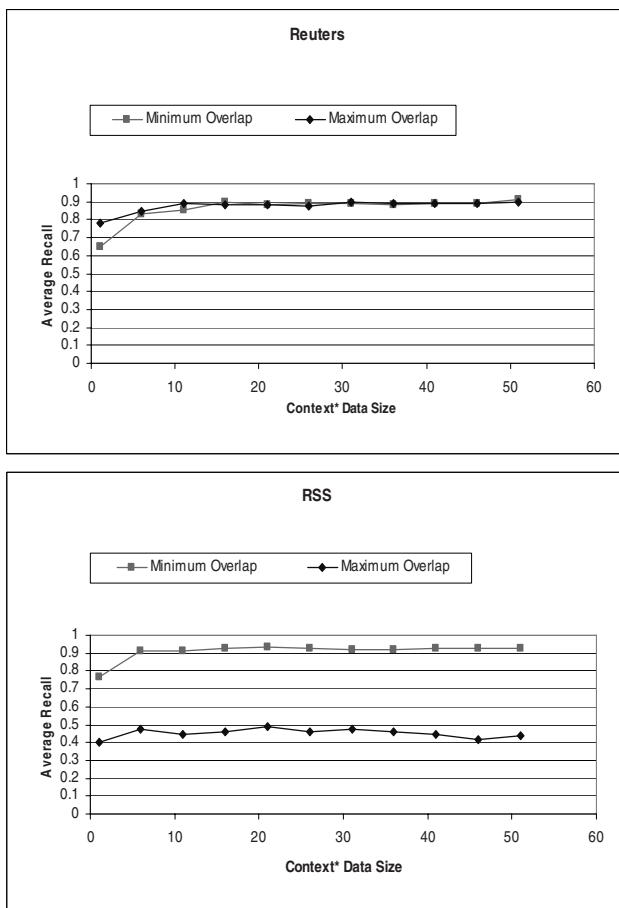 Reuters
Minimum Overlap Maximum Overlap
Average Recall
1
0.9
0.8
0.7
0.6
0.5
0.4
0.3
0.2
0.1
0
0 10 20 30 40 50 60
Context* Data Size
RSS
Minimum Overlap Maximum Overlap
Average Recall
1
0.9
0.8
0.7
0.6
0.5
0.4
0.3
0.2
0.1
0
0 10 20 30 40 50 60
Context* Data Size